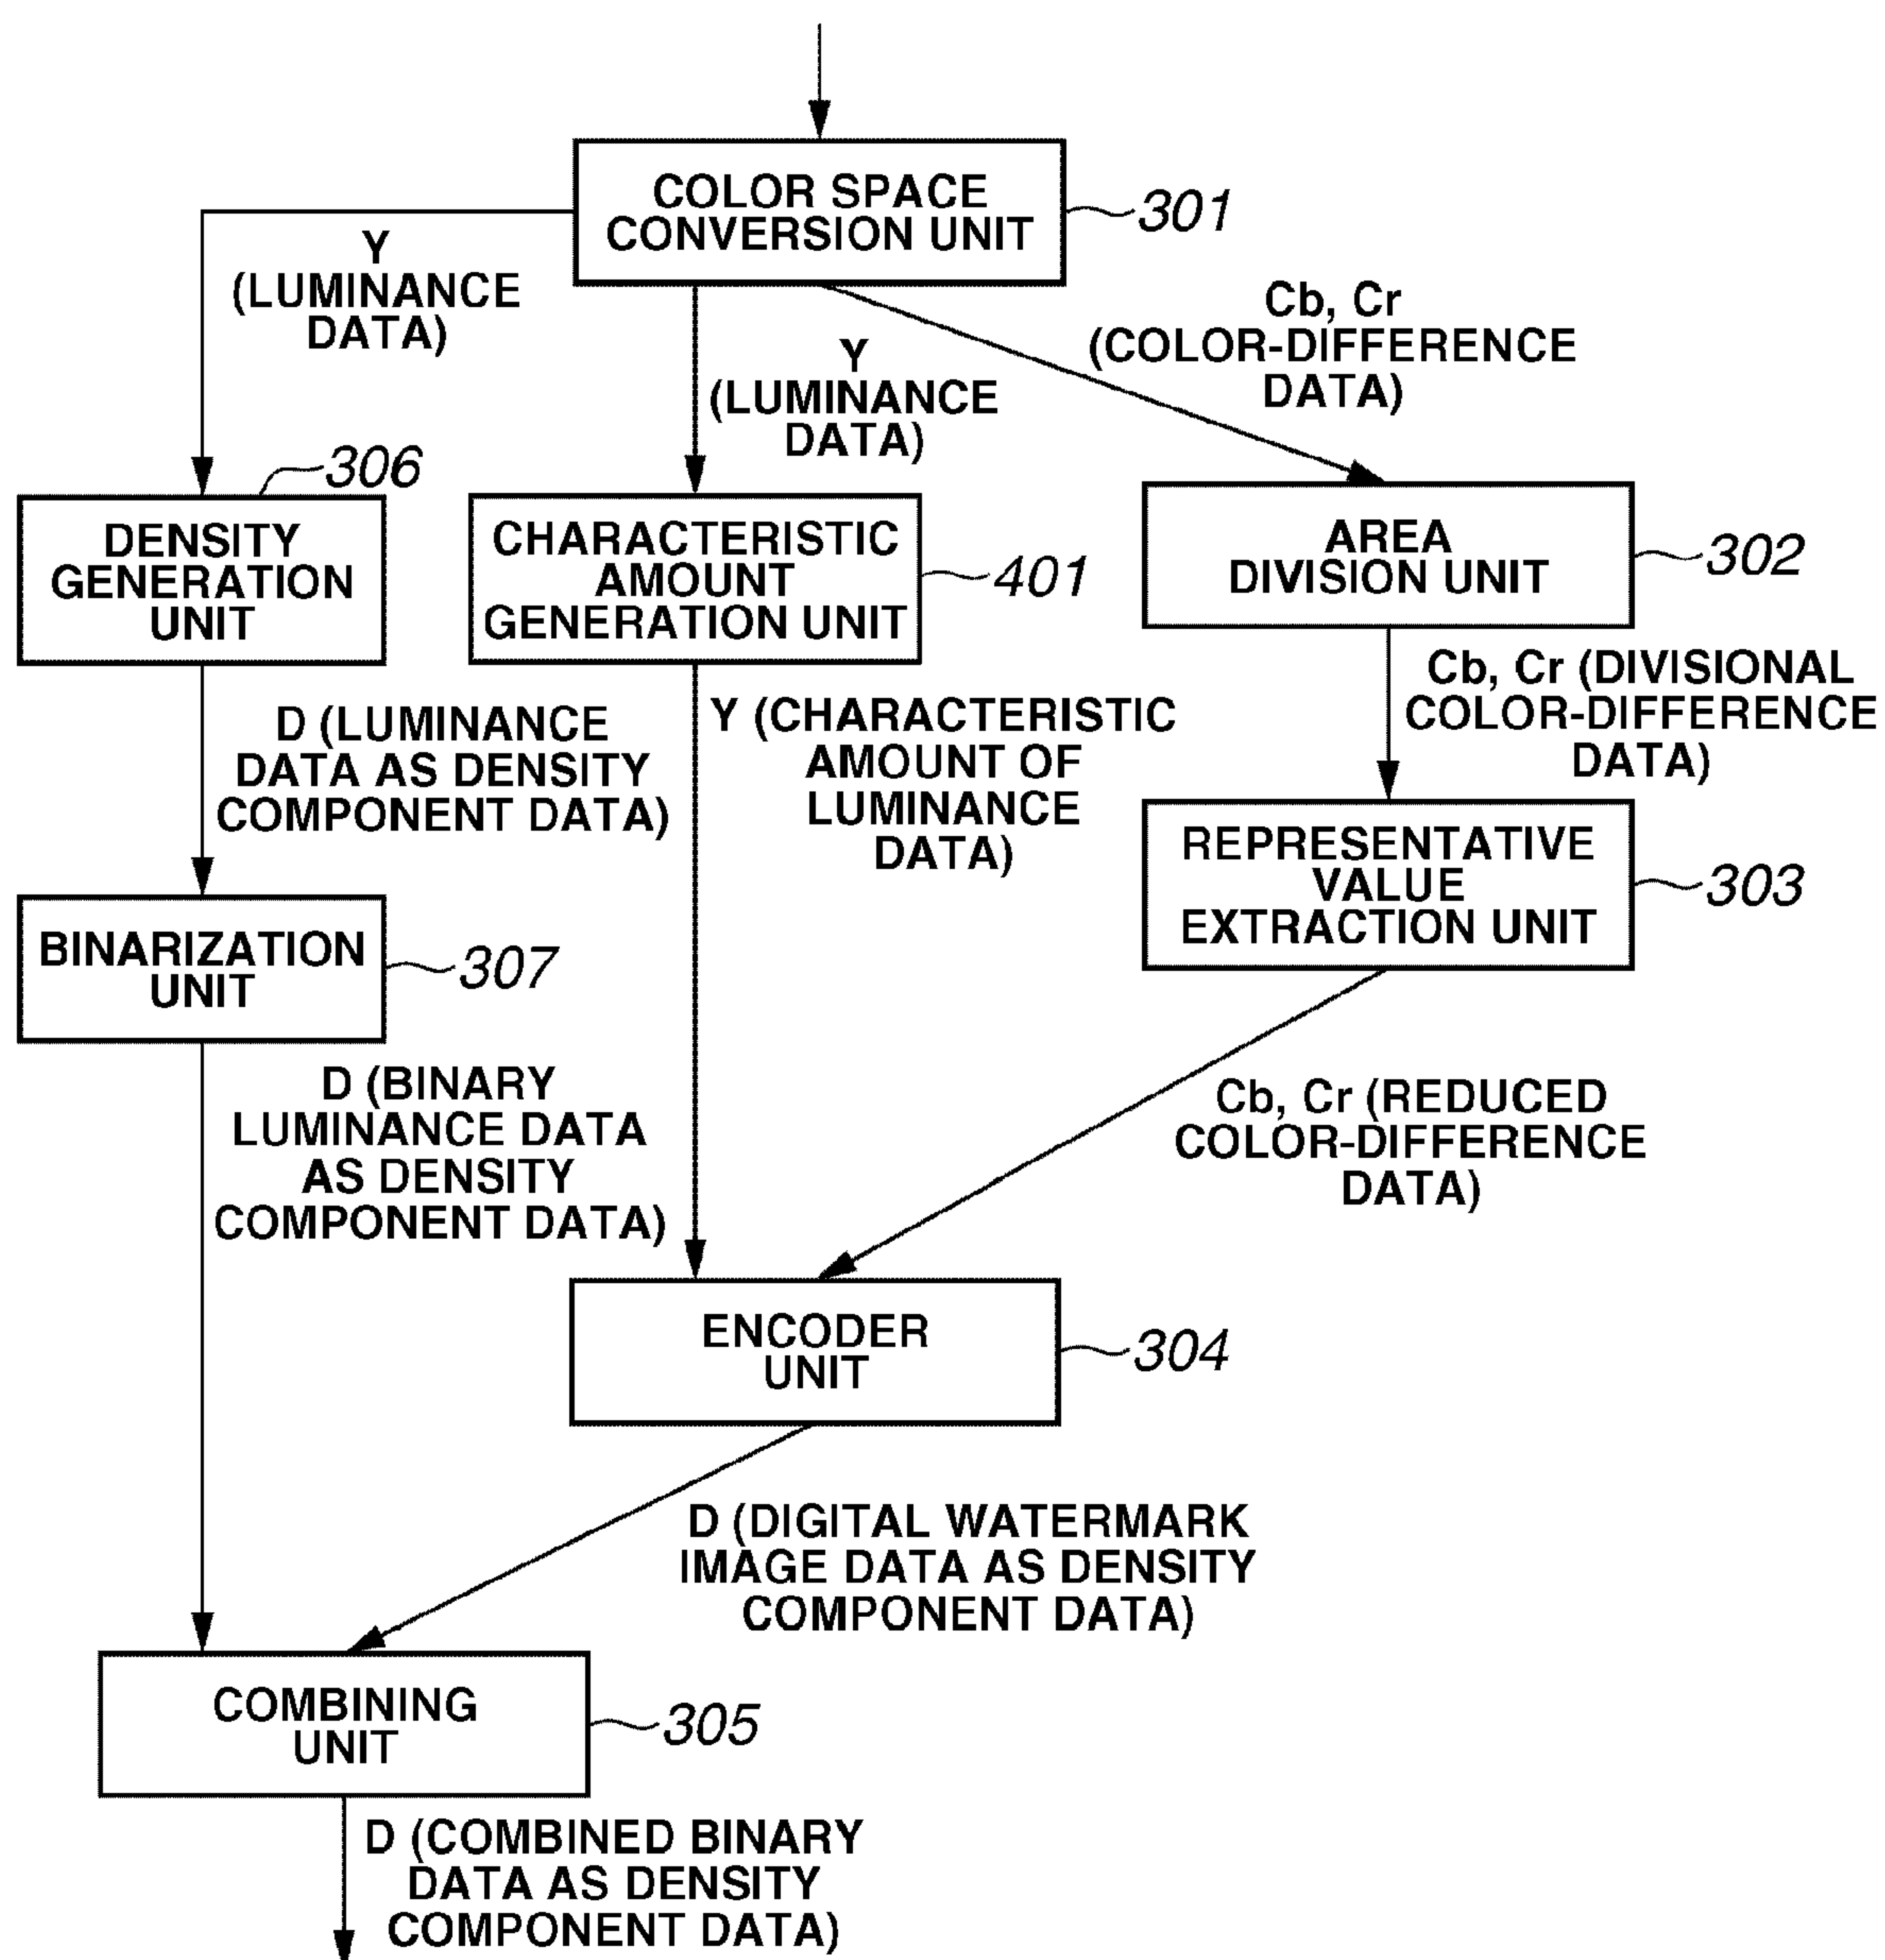 COLOR SPACE
CONVERSION UNIT
301
Y
(LUMINANCE
DATA)
Y
(LUMINANCE
DATA)
Cb, Cr
(COLOR-DIFFERENCE
DATA)
306
DENSITY
GENERATION
UNIT
CHARACTERISTIC
AMOUNT
GENERATION UNIT
401
AREA
DIVISION UNIT
302
D (LUMINANCE
DATA AS DENSITY
COMPONENT DATA)
Y (CHARACTERISTIC
AMOUNT OF
LUMINANCE
DATA)
Cb, Cr (DIVISIONAL
COLOR-DIFFERENCE
DATA)
REPRESENTATIVE
VALUE
EXTRACTION UNIT
303
BINARIZATION
UNIT
307
D (BINARY
LUMINANCE DATA
AS DENSITY
COMPONENT DATA)
Cb, Cr (REDUCED
COLOR-DIFFERENCE
DATA)
ENCODER
UNIT
304
D (DIGITAL WATERMARK
IMAGE DATA AS DENSITY
COMPONENT DATA)
COMBINING
UNIT
305
D (COMBINED BINARY
DATA AS DENSITY
COMPONENT DATA)